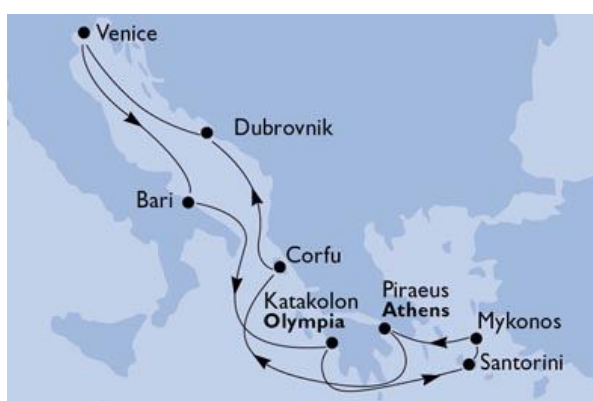 Venice
Dubrovnik
Bari
Corfu
Katakolon
Olympia
Piraeus
Athens
Mykonos
Santorini